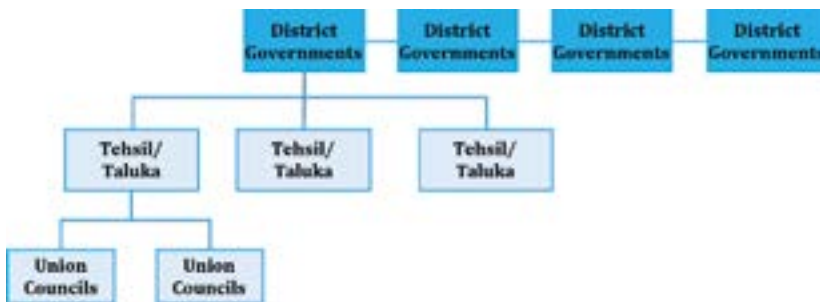 District
Governments
District
Governments
District
Governments
District
Governments
Tehsil/
Taluka
Tehsil/
Taluka
Tehsil/
Taluka
Union
Councils
Union
Councils